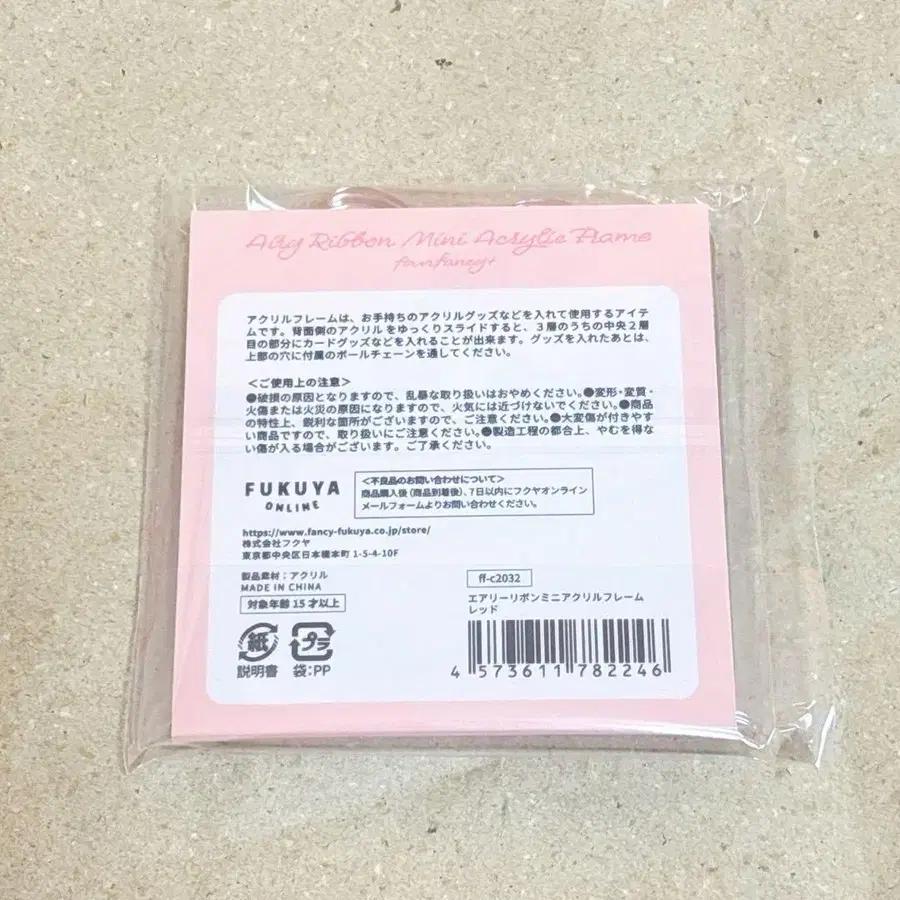 Airy Ribbon Mini Acrylic Frame
fanfancy+
アクリルフレームは、お手持ちのアクリルグッズなどを入れて使用するアイテ
ムです。背面側のアクリルをゆっくりスライドすると、3層のうちの中央2層
目の部分にカードグッズなどを入れることが出来ます。グッズを入れたあとは、
上部の穴に付属のボールチェーンを通してください。
＜ご使用上の注意＞
●破損の原因となりますので、乱暴な取り扱いはおやめください。●変形・変質・
火傷または火災の原因になりますので、火気には近づけないでください。●商品
の特性上、鋭利な箇所がございますので、ご注意ください。●大変傷が付きやす
い商品ですので、取り扱いにご注意ください。●製造工程の都合上、やむを得な
い傷が入る場合がございます。ご了承ください。
FUKUYA
ONLINE
＜不良品のお問い合わせについて＞
商品購入後(商品到着後)、7日以内にフクヤオンライン
メールフォームよりお問い合わせください。
https://www.fancy-fukuya.co.jp/store/
株式会社フクヤ
東京都中央区日本橋本町 1-5-4-10F
製品素材：アクリル
MADE IN CHINA
対象年齢 15 才以上
紙
プラ
説明書
袋:PP
ff-c2032
エアリーリボンミニアクリルフレーム
レッド
4 573611 782246